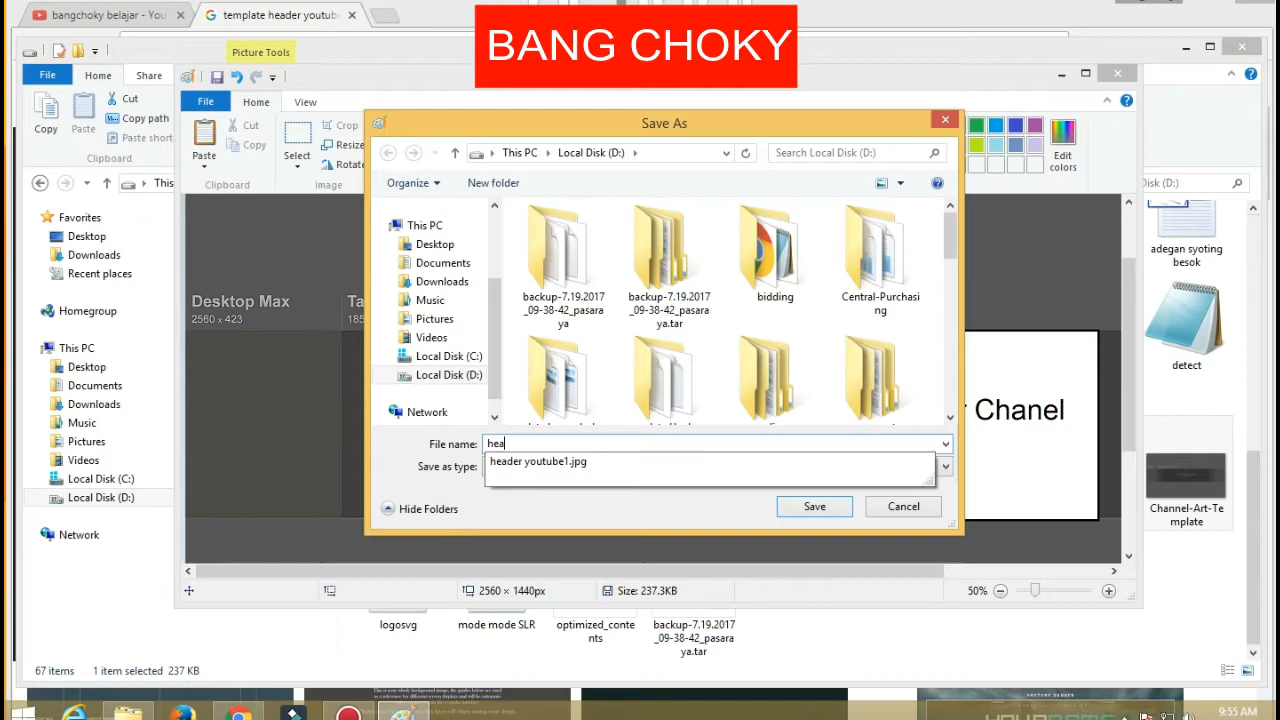 bangchoky belajar - You
template header youtube
BANG CHOKY
Picture Tools
File
Home
Share
File
Home
View
Copy
Paste
Cut
Copy path
Paste short
Clipboard
Paste
Cut
Copy
Clipboard
Select
Crop
Resize
Rotate
Image
Edit
colors
Save As
This PC
Local Disk (D:)
Search Local Disk (D:)
Organize
New folder
This
Disk (D:)
Favorites
Desktop
Downloads
Recent places
Homegroup
This PC
Desktop
Documents
Downloads
Music
Pictures
Videos
Local Disk (C:)
Local Disk (D:)
Network
Desktop Max
2560 x 423
Ta
185
This PC
Desktop
Documents
Downloads
Music
Pictures
Videos
Local Disk (C:)
Local Disk (D:)
Network
backup-7.19.2017
_09-38-42_pasara
ya
backup-7.19.2017
_09-38-42_pasara
ya.tar
bidding
Central-Purchasi
ng
File name:
hea
header youtube1.jpg
Save as type:
Hide Folders
Save
Cancel
r Chanel
adegan syoting
besok
detect
Channel-Art-Te
mplate
2560 × 1440px
Size: 237.3KB
50%
logosvg
mode mode SLR
optimized_conte
nts
backup-7.19.2017
_09-38-42_pasara
ya.tar
67 items
1 item selected 237 KB
9:55 AM